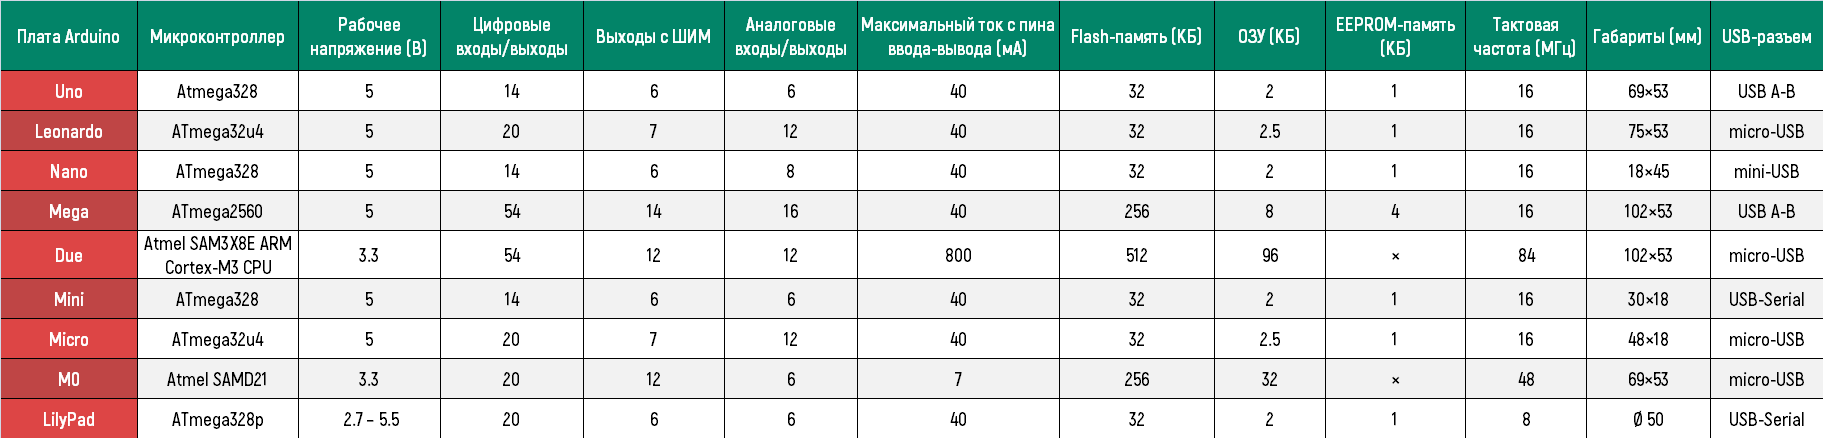 Плата Arduino Микроконтроллер Рабочее напряжение (В) Цифровые входы/выходы Выходы с ШИМ Аналоговые входы/выходы Максимальный ток с пина ввода-вывода (мА) Flash-память (КБ) ОЗУ (КБ) EEPROM-память (КБ) Тактовая частота (МГц) Габариты (мм) USB-разъем
Uno Atmega328 5 14 6 6 40 32 2 1 16 69×53 USB A-B
Leonardo ATmega32u4 5 20 7 12 40 32 2.5 1 16 75×53 micro-USB
Nano ATmega328 5 14 6 8 40 32 2 1 16 18×45 mini-USB
Mega ATmega2560 5 54 14 16 40 256 8 4 16 102×53 USB A-B
Due Atmel SAM3X8E ARM Cortex-M3 CPU 3.3 54 12 12 800 512 96 × 84 102×53 micro-USB
Mini ATmega328 5 14 6 6 40 32 2 1 16 30×18 USB-Serial
Micro ATmega32u4 5 20 7 12 40 32 2.5 1 16 48×18 micro-USB
M0 Atmel SAMD21 3.3 20 12 6 7 256 32 × 48 69×53 micro-USB
LilyPad ATmega328p 2.7 – 5.5 20 6 6 40 32 2 1 8 Ø 50 USB-Serial